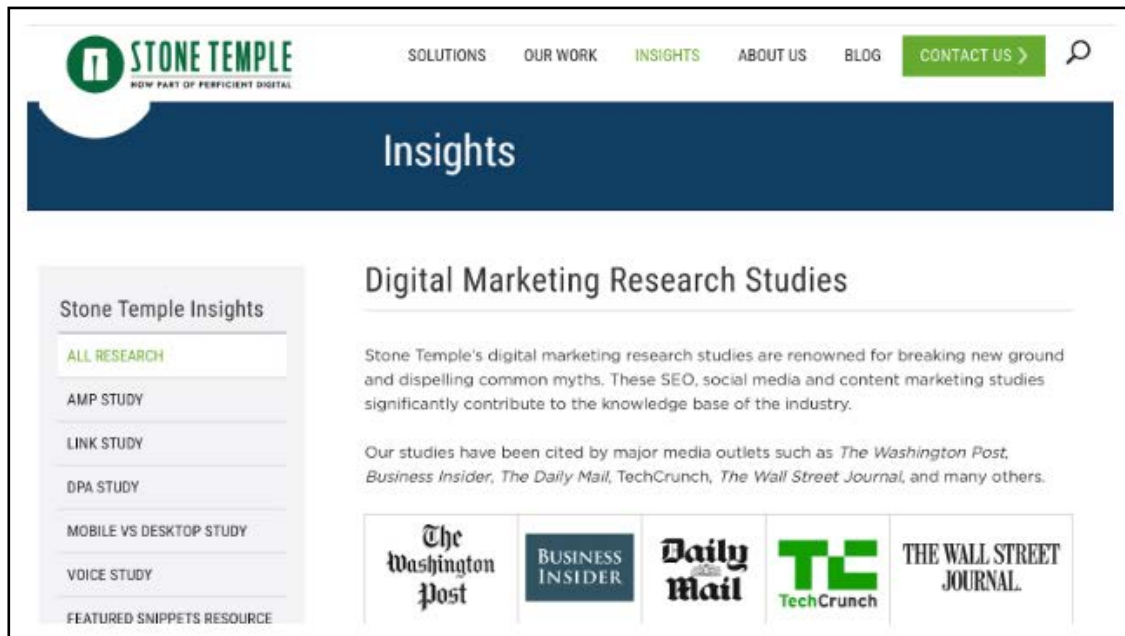 STONE TEMPLE
NOW PART OF PERFICIENT DIGITAL
SOLUTIONS OUR WORK INSIGHTS ABOUT US BLOG CONTACT US
Insights
Stone Temple Insights
ALL RESEARCH
AMP STUDY
LINK STUDY
DPA STUDY
MOBILE VS DESKTOP STUDY
VOICE STUDY
FEATURED SNIPPETS RESOURCE
Digital Marketing Research Studies
Stone Temple's digital marketing research studies are renowned for breaking new ground
and dispelling common myths. These SEO, social media and content marketing studies
significantly contribute to the knowledge base of the industry.
Our studies have been cited by major media outlets such as The Washington Post,
Business Insider, The Daily Mail, TechCrunch, The Wall Street Journal, and many others.
The
Washington
Post
BUSINESS
INSIDER
Daily
Mail
TC
TechCrunch
THE WALL STREET
JOURNAL.